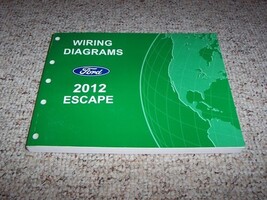 WIRING
DIAGRAMS
Ford
2012
ESCAPE